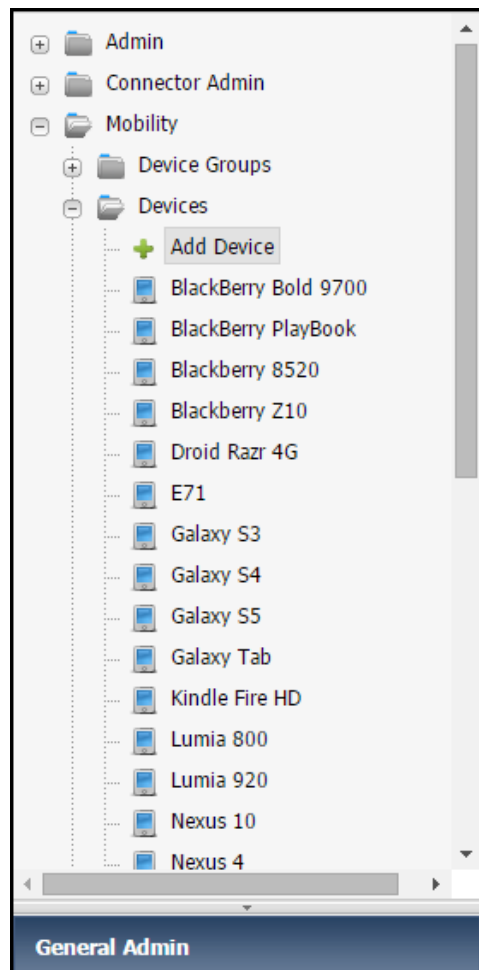 Admin
Connector Admin
Mobility
Device Groups
Devices
Add Device
BlackBerry Bold 9700
BlackBerry PlayBook
Blackberry 8520
Blackberry Z10
Droid Razr 4G
E71
Galaxy S3
Galaxy S4
Galaxy S5
Galaxy Tab
Kindle Fire HD
Lumia 800
Lumia 920
Nexus 10
Nexus 4
General Admin